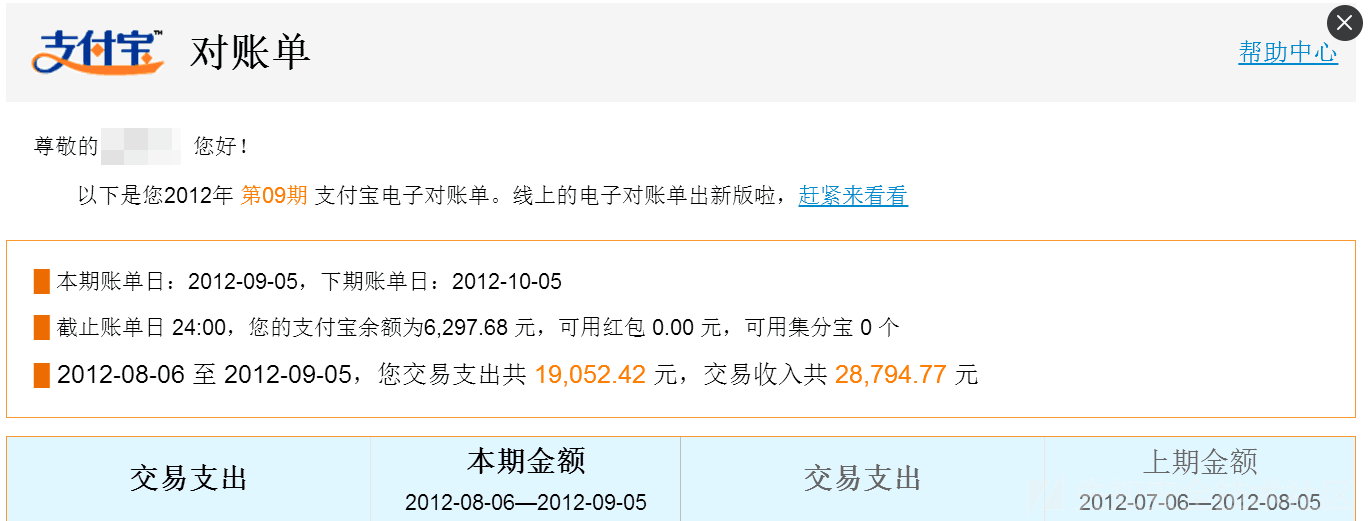 支付宝™ 对账单
帮助中心
尊敬的 您好！
以下是您2012年 第09期 支付宝电子对账单。线上的电子对账单出新版啦，赶紧来看看
本期账单日：2012-09-05，下期账单日：2012-10-05
截止账单日 24:00，您的支付宝余额为6,297.68 元，可用红包 0.00 元，可用集分宝 0 个
2012-08-06 至 2012-09-05，您交易支出共 19,052.42 元，交易收入共 28,794.77 元
交易支出
本期金额
2012-08-06—2012-09-05
交易支出
上期金额
2012-07-06—2012-08-05